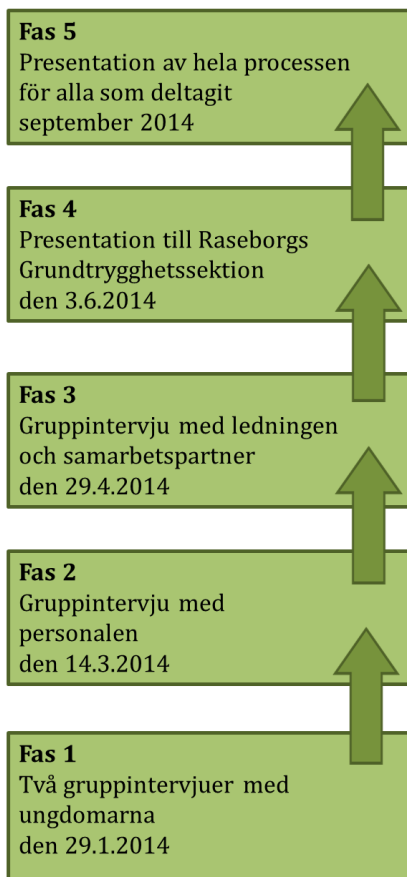 Fas 5
Presentation av hela processen
för alla som deltagit
september 2014
Fas 4
Presentation till Raseborgs
Grundtrygghetssektion
den 3.6.2014
Fas 3
Gruppintervju med ledningen
och samarbetspartner
den 29.4.2014
Fas 2
Gruppintervju med
personalen
den 14.3.2014
Fas 1
Två gruppintervjuer med
ungdomarna
den 29.1.2014